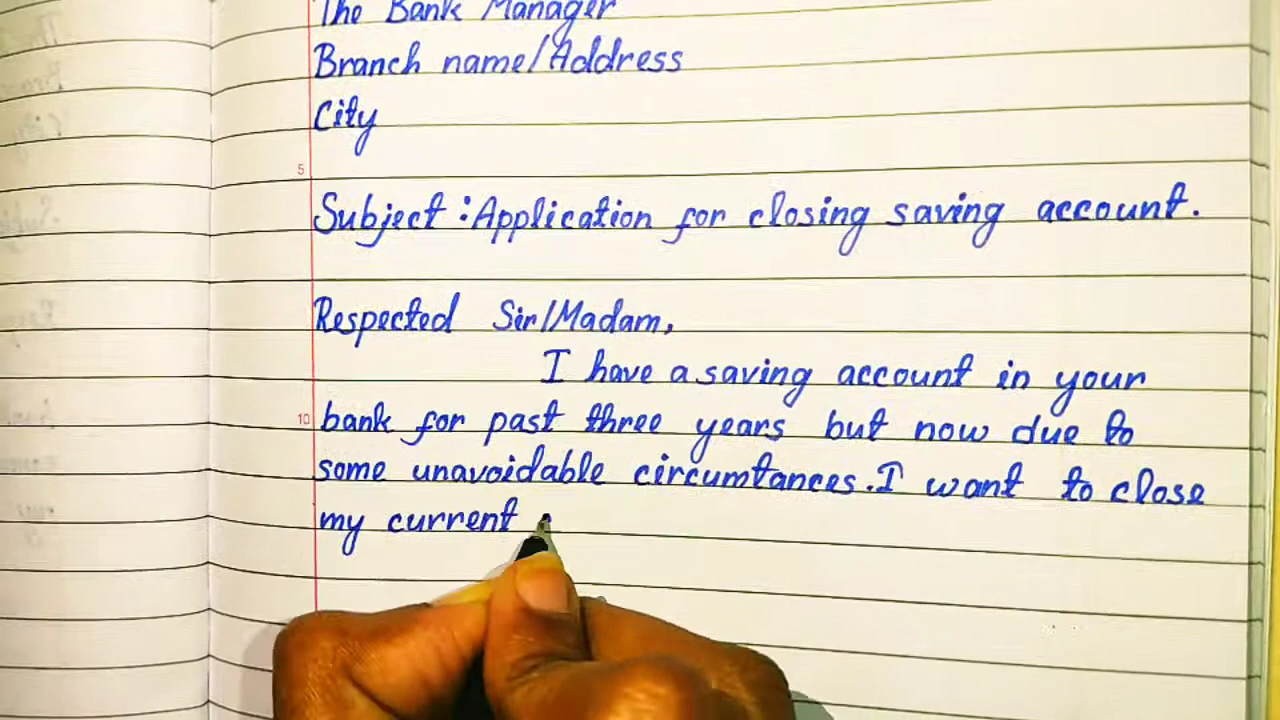 The Bank Manager
Branch name/Address
City
5
Subject : Application for closing saving account.
Respected Sir/Madam,
I have a saving account in your
10
bank for past three years but now due to
some unavoidable circumtances. I want to close
my current